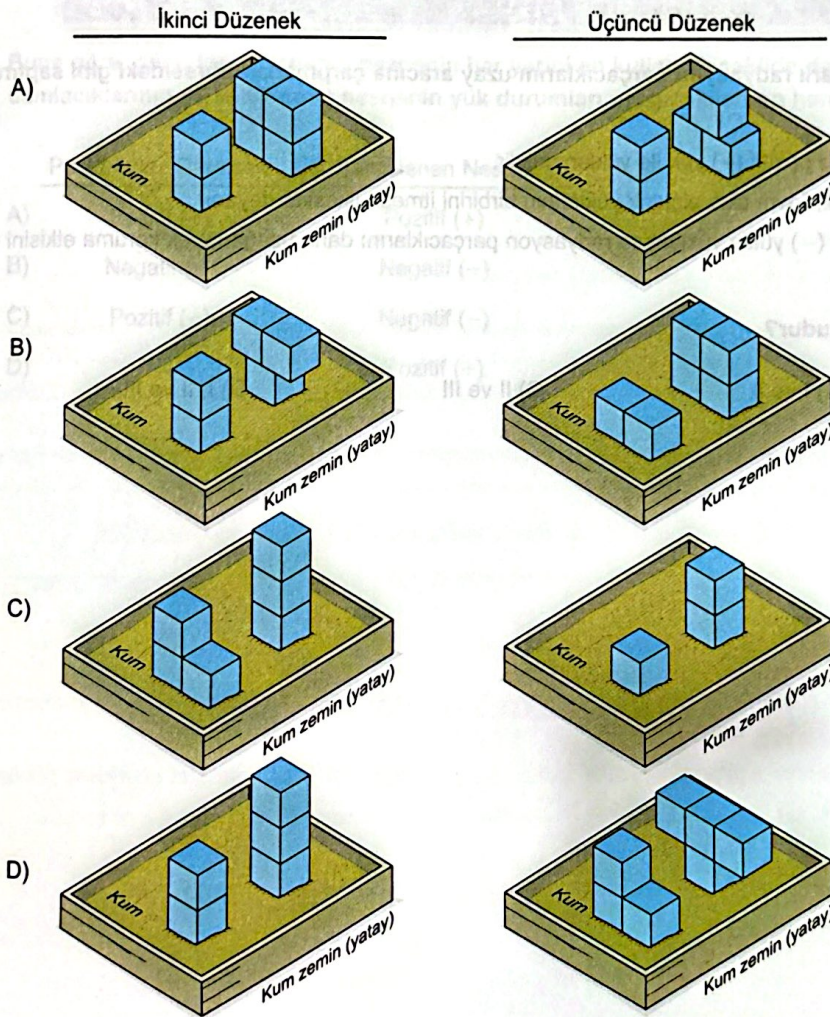 İkinci Düzenek
Üçüncü Düzenek
A)
Kum
Kum zemin (yatay)
Kum
Kum zemin (yatay)
B)
Kum
Kum zemin (yatay)
Kum
Kum zemin (yatay)
C)
Kum
Kum zemin (yatay)
Kum
Kum zemin (yatay)
D)
Kum
Kum zemin (yatay)
Kum
Kum zemin (yatay)